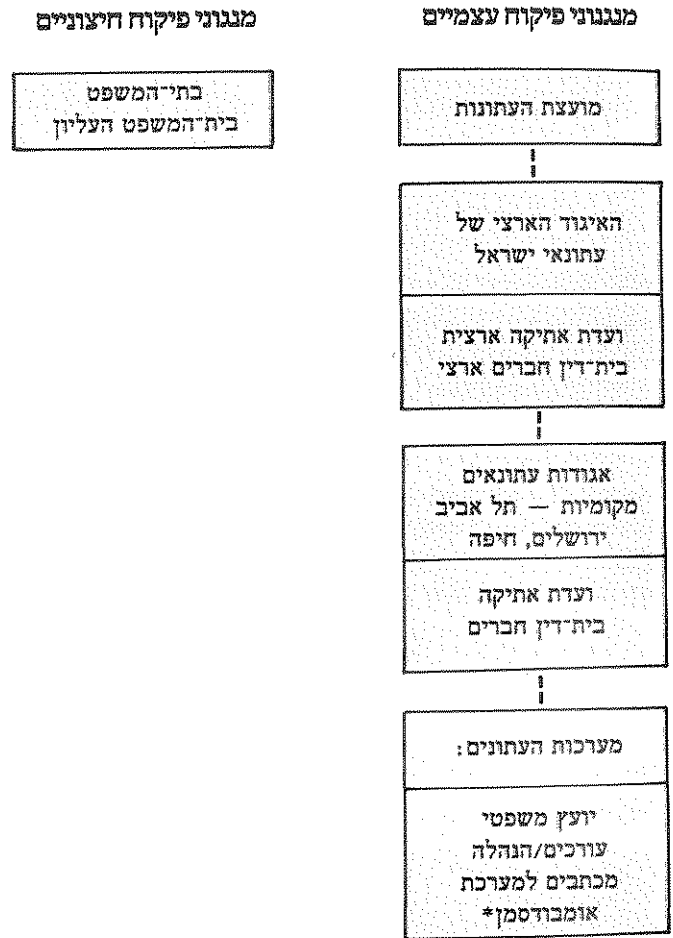 מנגנוני פיקוח עצמיים
מועצת העתונות
האיגוד הארצי של
עתונאי ישראל
ועדת אתיקה ארצית
בית־דין חברים ארצי
אגודות עתונאים
מקומיות — תל אביב
ירושלים, חיפה
ועדת אתיקה
בית־דין חברים
מערכות העתונים:
יועץ משפטי
עורכים/הנהלה
מכתבים למערכת
אומבודסמן*
מנגנוני פיקוח חיצוניים
בתי־המשפט
בית־המשפט העליון